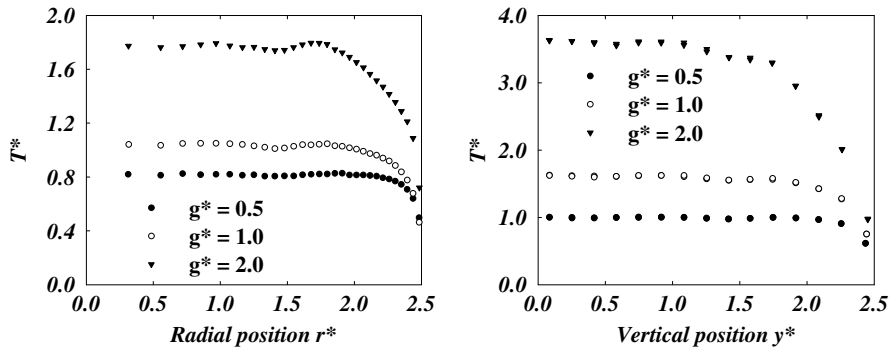 2.0
1.6
1.2
0.8
0.4
0.0
T*
g* = 0.5
g* = 1.0
g* = 2.0
0.0 0.5 1.0 1.5 2.0 2.5
Radial position r*
4.0
3.0
2.0
1.0
0.0
T*
g* = 0.5
g* = 1.0
g* = 2.0
0.0 0.5 1.0 1.5 2.0 2.5
Vertical position y*